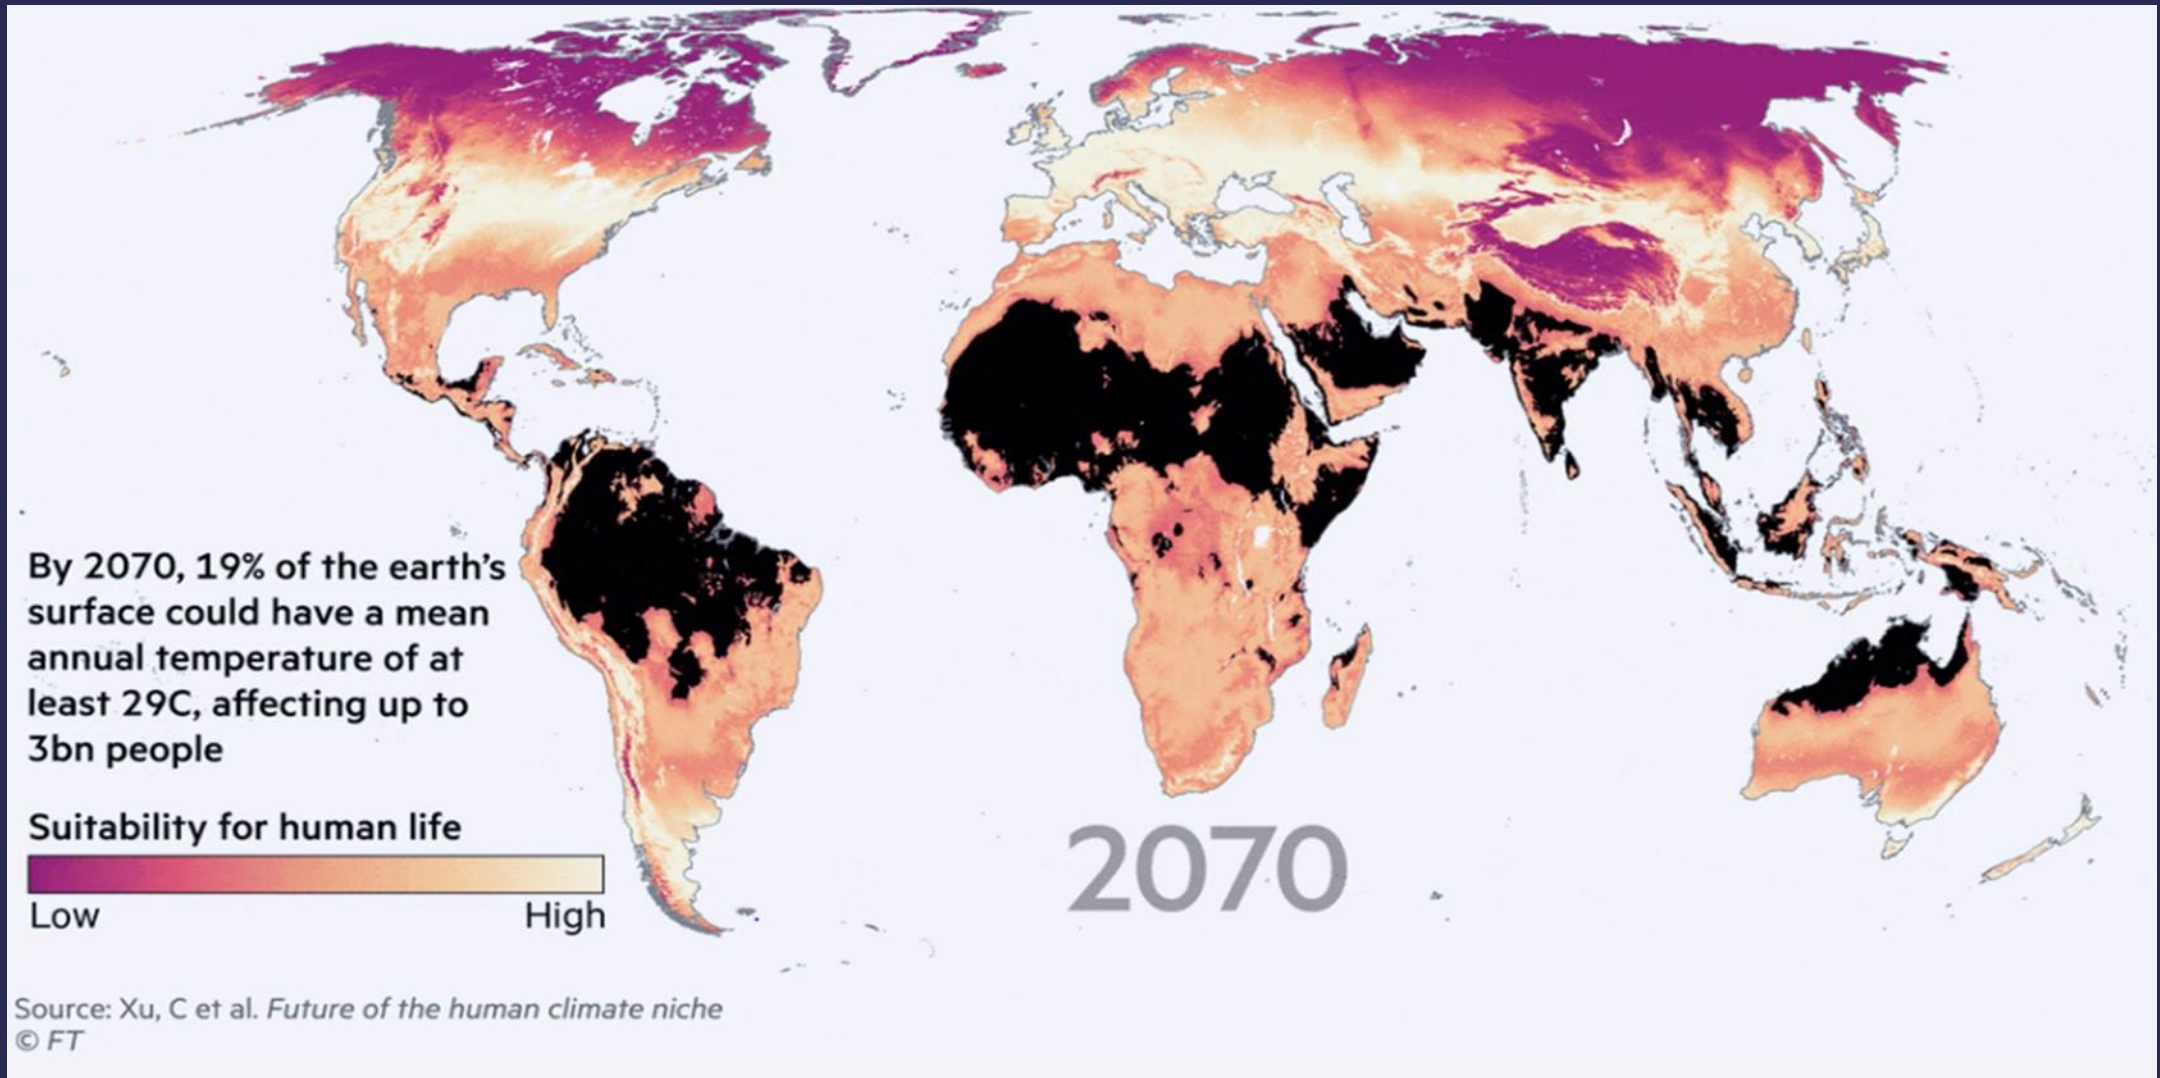 By 2070, 19% of the earth's
surface could have a mean
annual temperature of at
least 29C, affecting up to
3bn people
Suitability for human life
Low High
2070
Source: Xu, C et al. Future of the human climate niche
© FT